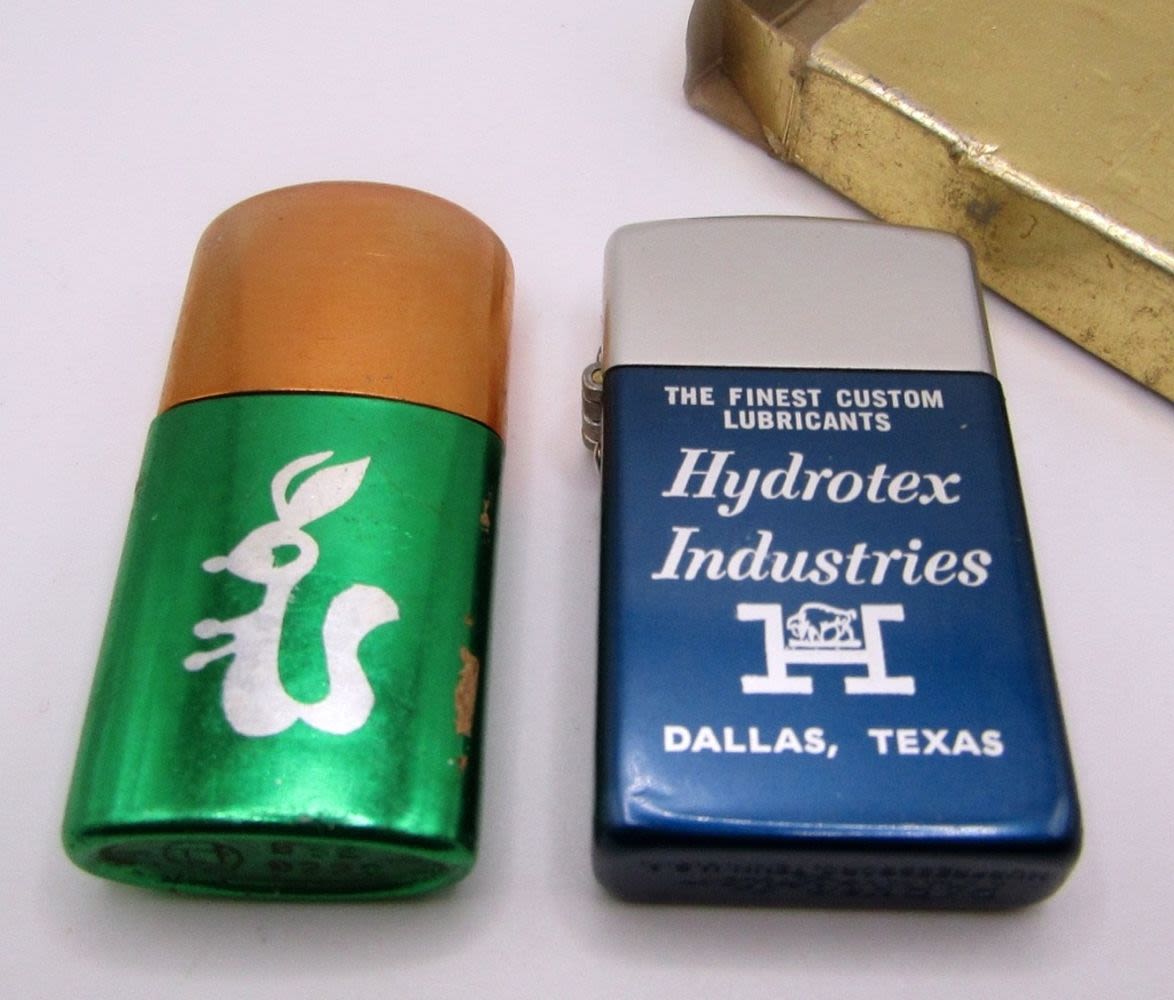 THE FINEST CUSTOM
LUBRICANTS
Hydrotex
Industries
H
DALLAS, TEXAS